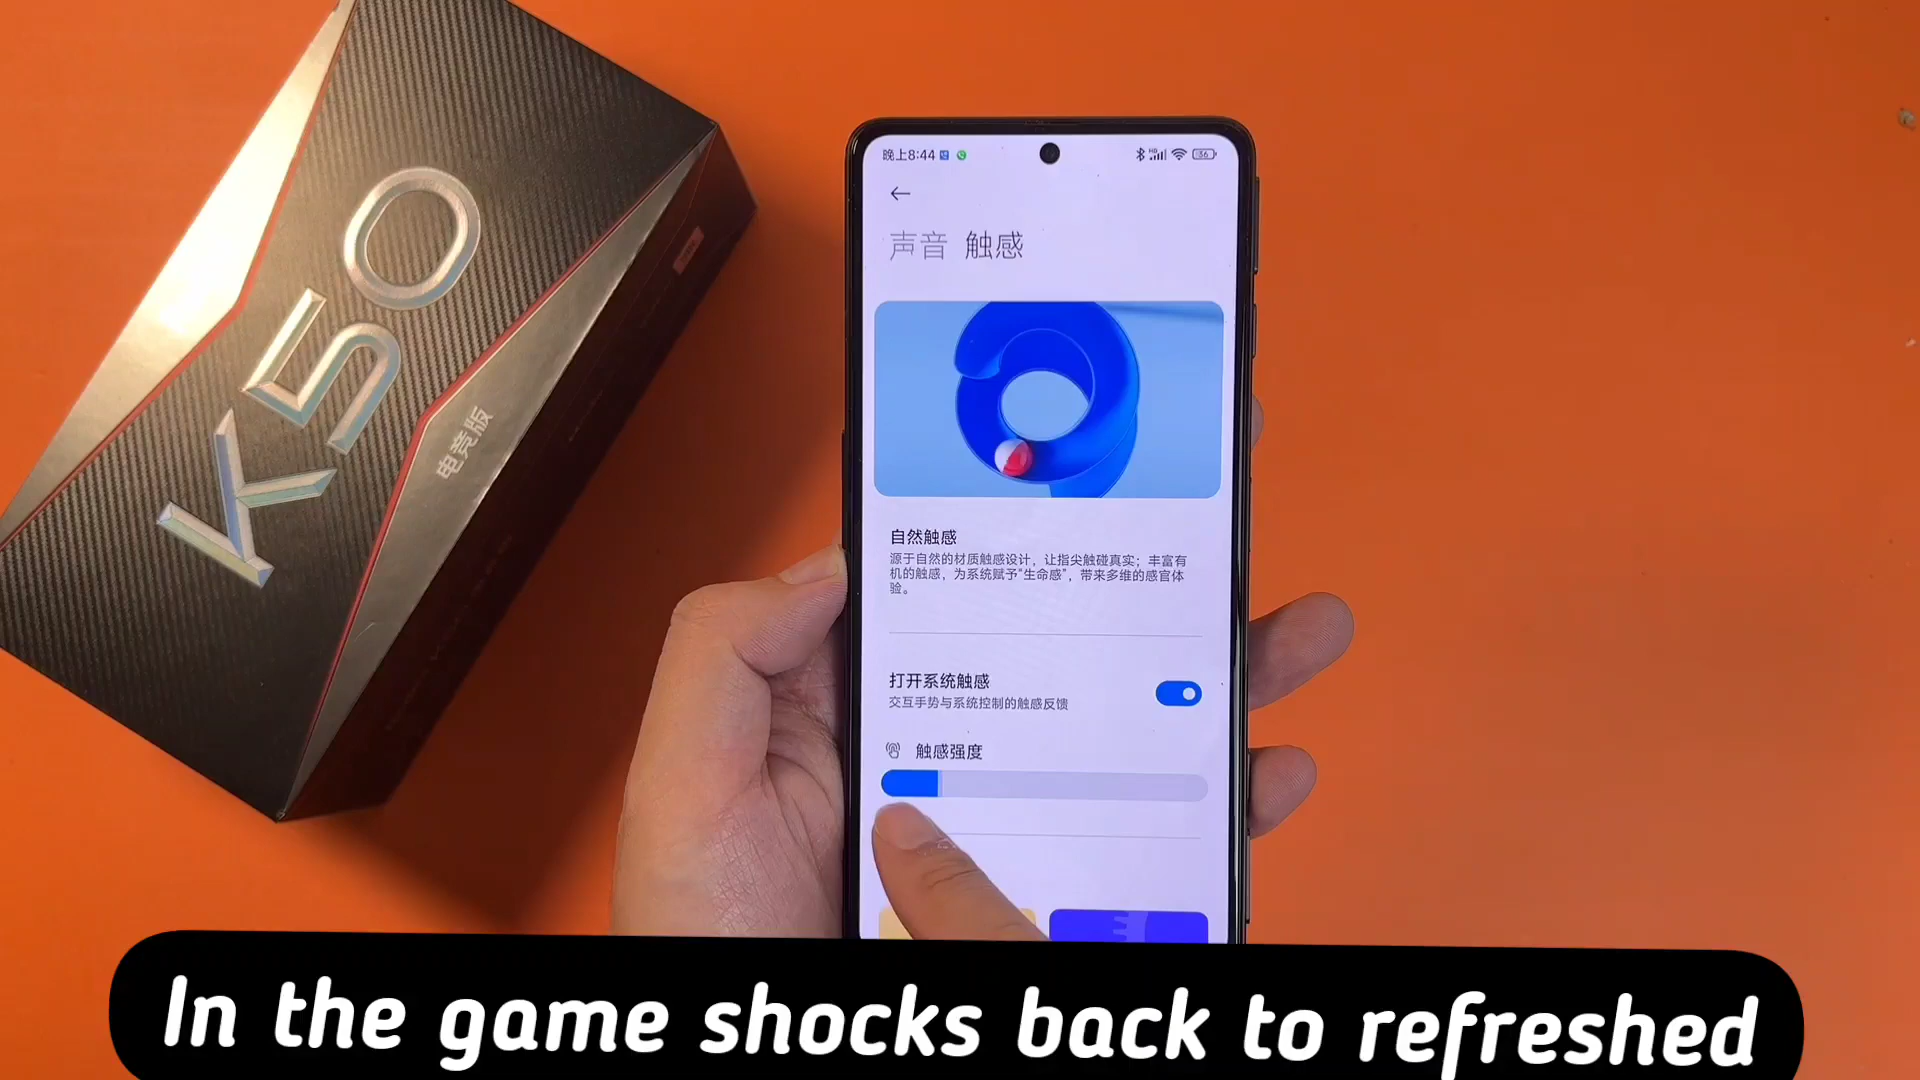 K50
电竞版
晚上8:44
声音 触感
自然触感
源于自然的材质触感设计，让指尖触碰真实；丰富有
机的触感，为系统赋予“生命感”，带来多维的感官体
验。
打开系统触感
交互手势与系统控制的触感反馈
触感强度
In the game shocks back to refreshed